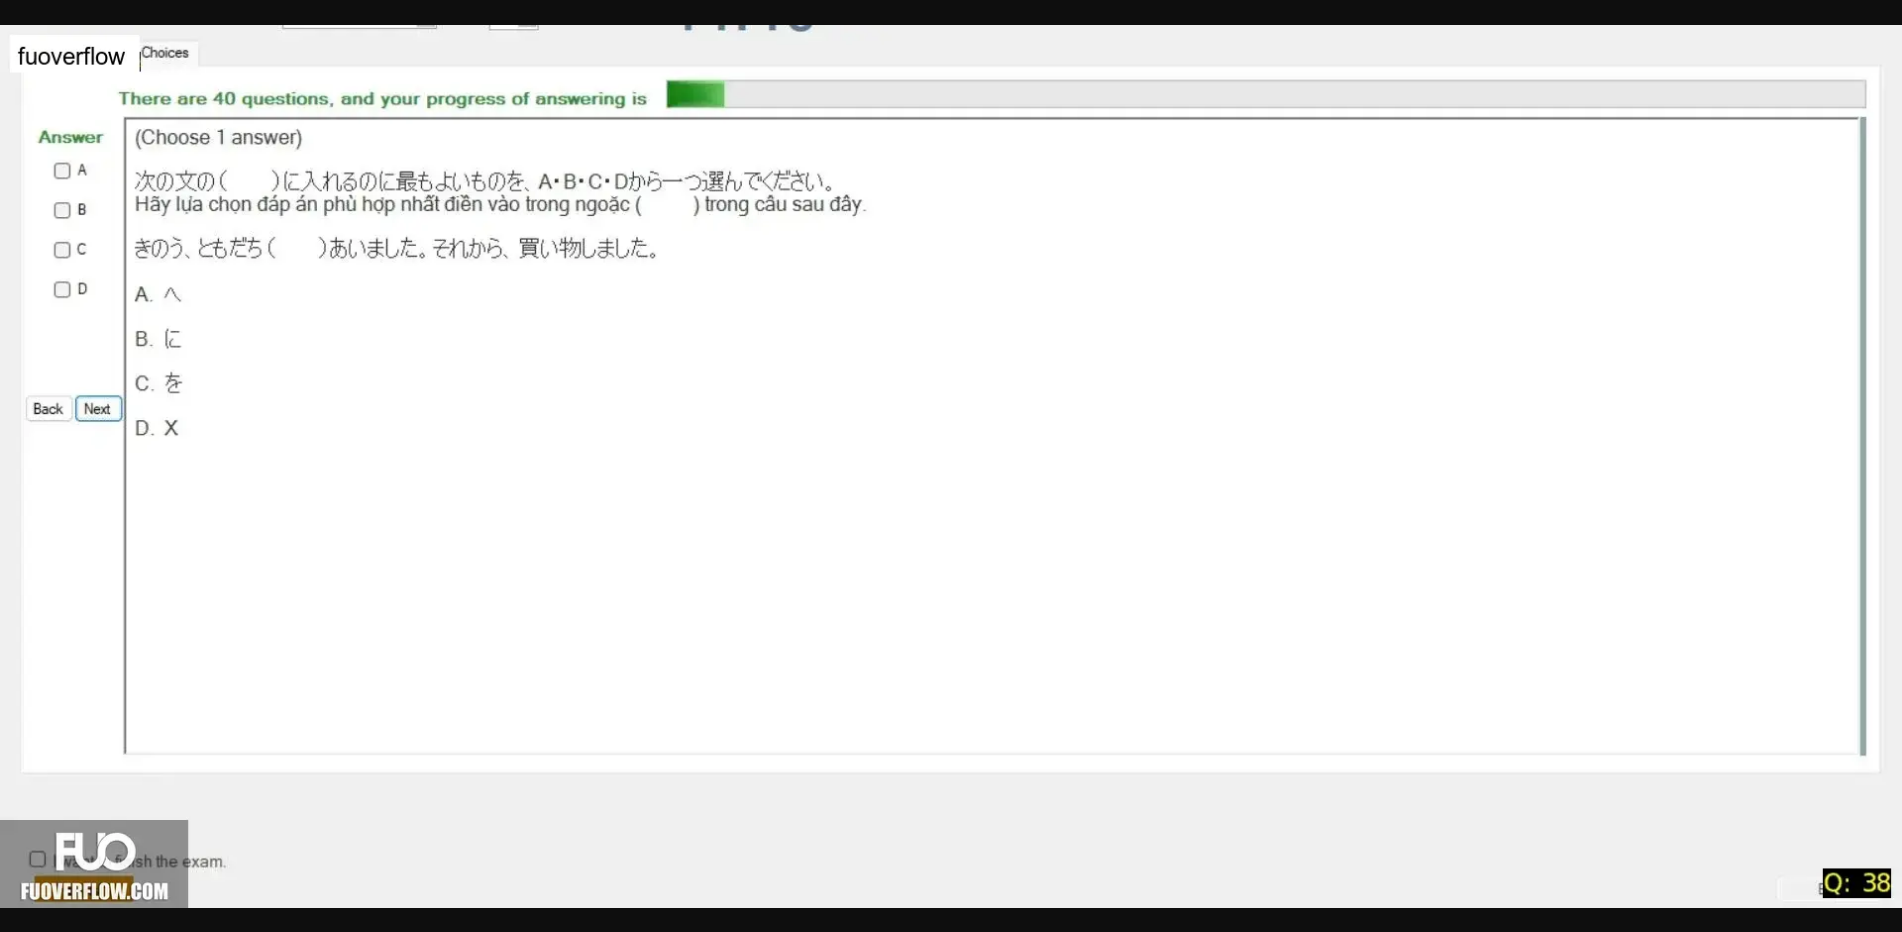 fuoverflow
Choices
There are 40 questions, and your progress of answering is
Answer
(Choose 1 answer)
A
B
C
D
次の文の(　　)に入れるのに最もよいものを、A・B・C・Dから一つ選んでください。
Hãy lựa chọn đáp án phù hợp nhất điền vào trong ngoặc (　　) trong câu sau đây.
きのう、ともだち(　　)あいました。それから、買い物しました。
A. へ
B. に
C. を
D. X
Back Next
FUO
the exam.
FUOVERFLOW.COM
Q: 38